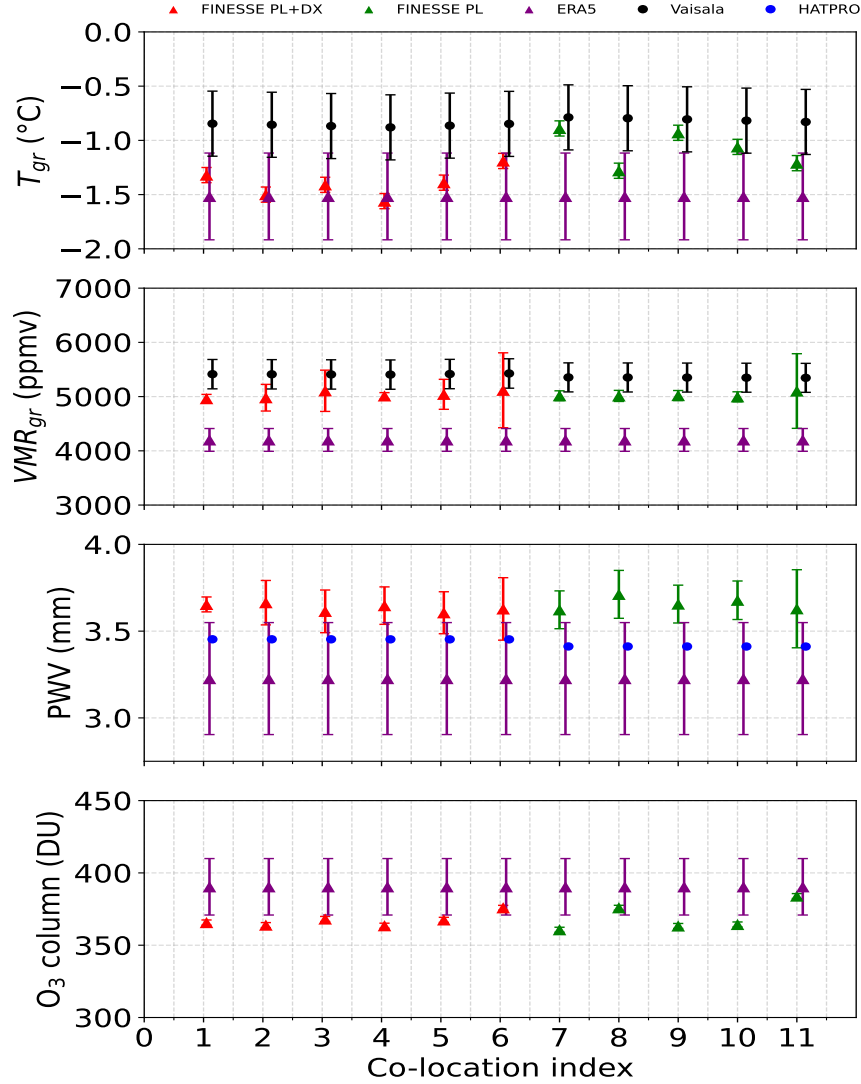 FINESSE PL+DX FINESSE PL ERA5 Vaisala HATPRO
0.0
−0.5
−1.0
−1.5
−2.0
T_gr (°C)
7000
6000
5000
4000
3000
VMR_gr (ppmv)
4.0
3.5
3.0
PWV (mm)
450
400
350
300
O₃ column (DU)
0 1 2 3 4 5 6 7 8 9 10 11
Co-location index